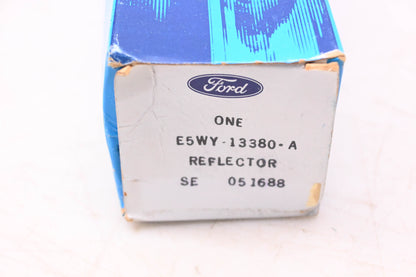 Ford
ONE
E5WY-13380-A
REFLECTOR
SE 051688